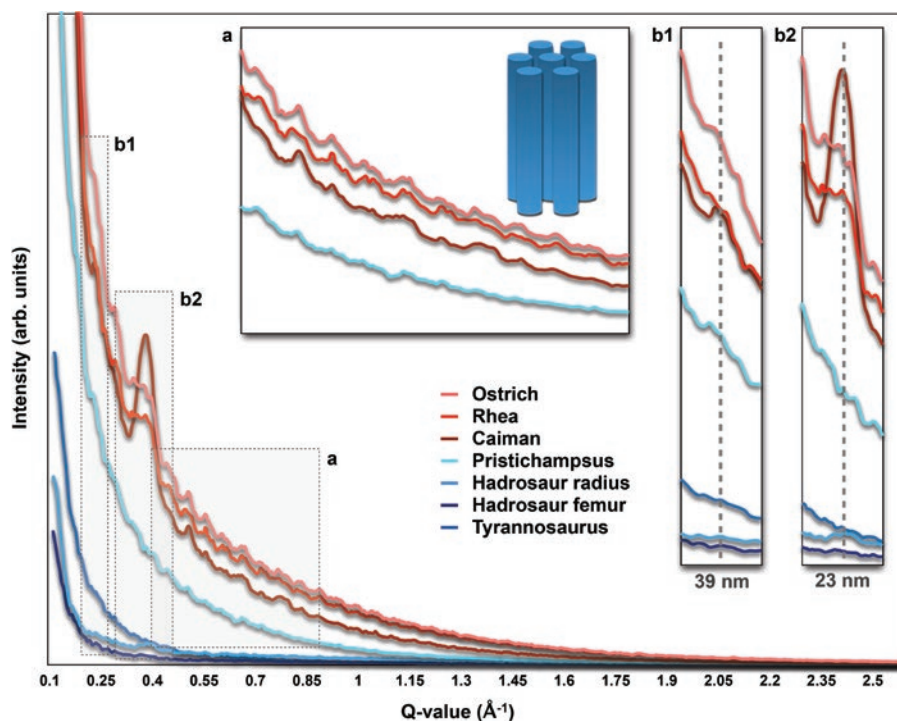 a
b1
b2
b1
b2
a
Intensity (arb. units)
Ostrich
Rhea
Caiman
Pristichampsus
Hadrosaur radius
Hadrosaur femur
Tyrannosaurus
39 nm
23 nm
0.1 0.25 0.4 0.55 0.7 0.85 1 1.15 1.3 1.45 1.6 1.75 1.9 2.05 2.2 2.35 2.5
Q-value (Å⁻¹)